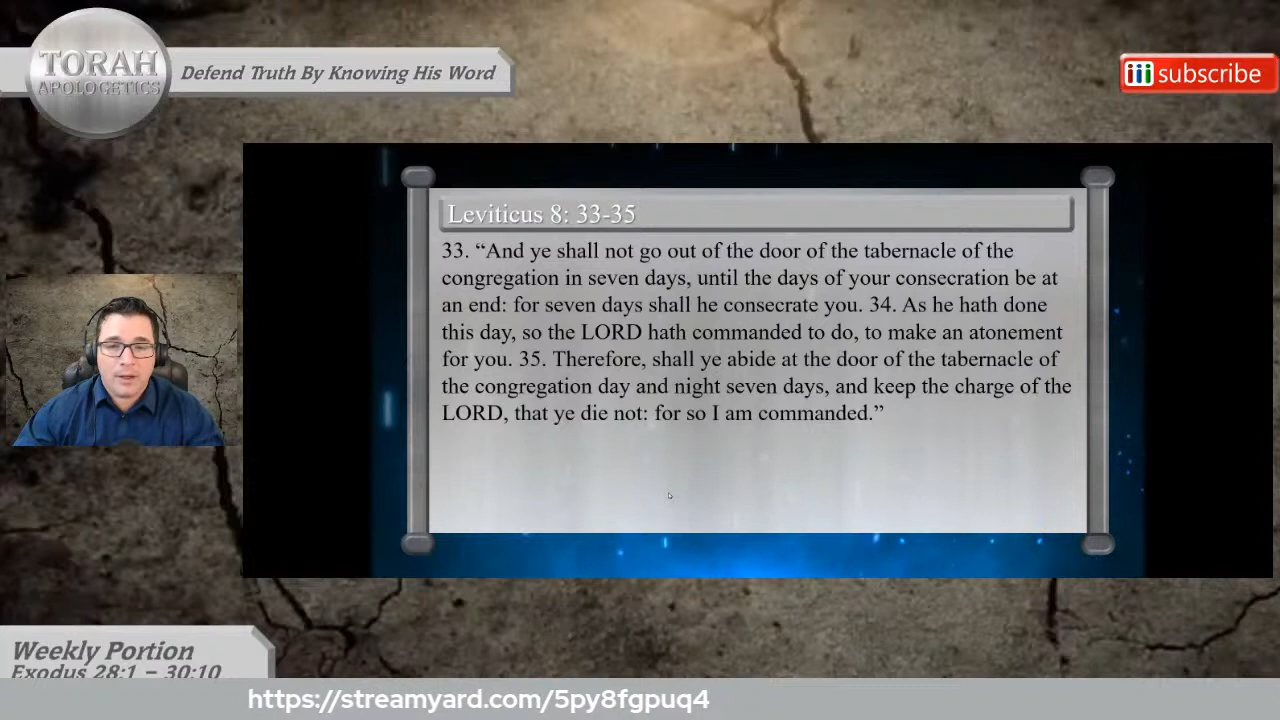 TORAH
APOLOGETICS
Defend Truth By Knowing His Word
subscribe
Leviticus 8: 33-35
33. “And ye shall not go out of the door of the tabernacle of the
congregation in seven days, until the days of your consecration be at
an end: for seven days shall he consecrate you. 34. As he hath done
this day, so the LORD hath commanded to do, to make an atonement
for you. 35. Therefore, shall ye abide at the door of the tabernacle of
the congregation day and night seven days, and keep the charge of the
LORD, that ye die not: for so I am commanded.”
Weekly Portion
Exodus 28:1 – 30:10
https://streamyard.com/5py8fgpuq4